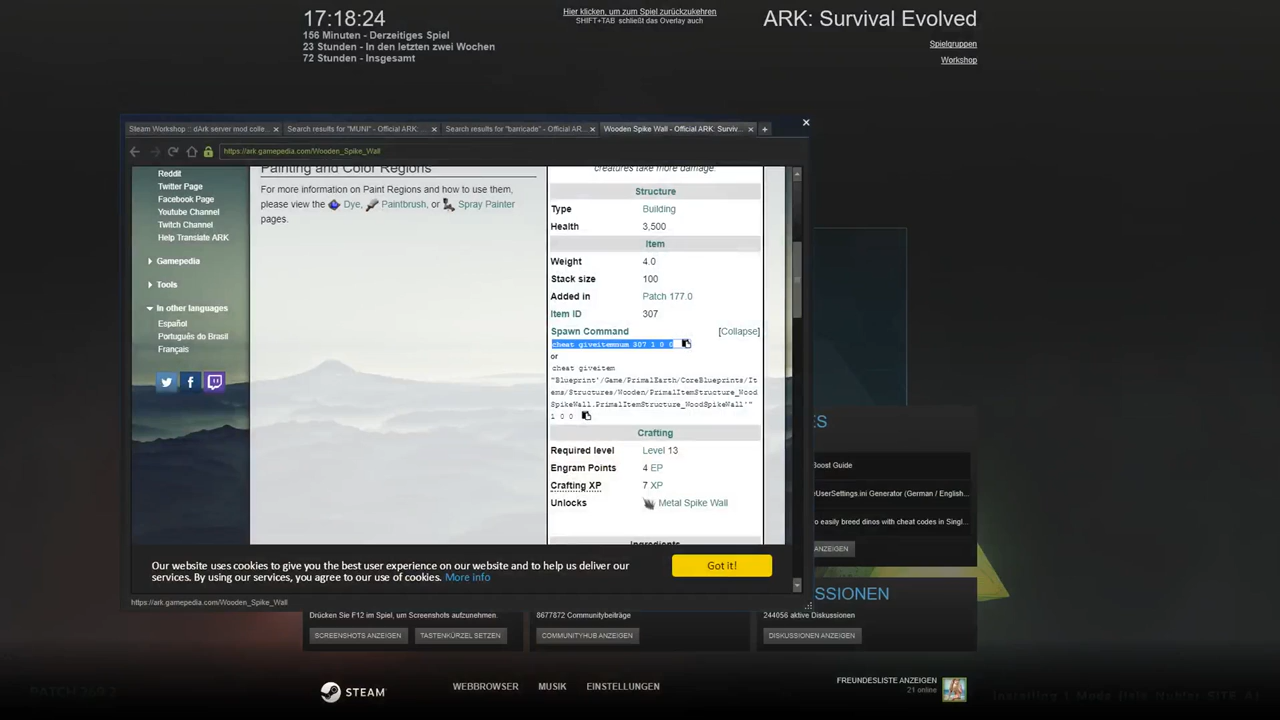 17:18:24
156 Minuten - Derzeitiges Spiel
23 Stunden - In den letzten zwei Wochen
72 Stunden - Insgesamt
Hier klicken, um zum Spiel zurückzukehren
SHIFT+TAB schließt das Overlay auch
ARK: Survival Evolved
Spielgruppen
Workshop
Steam Workshop :: dArk server mod colle...
Search results for "MUNI" - Official ARK: ...
Search results for "barricade" - Official AR...
Wooden Spike Wall - Official ARK: Surviv...
https://ark.gamepedia.com/Wooden_Spike_Wall
Reddit
Twitter Page
Facebook Page
Youtube Channel
Twitch Channel
Help Translate ARK
Gamepedia
Tools
In other languages
Español
Português do Brasil
Français
Painting and Color Regions
For more information on Paint Regions and how to use them,
please view the Dye, Paintbrush, or Spray Painter
pages.
creatures take more damage.
Structure
Type Building
Health 3,500
Item
Weight 4.0
Stack size 100
Added in Patch 177.0
Item ID 307
Spawn Command [Collapse]
cheat giveitemnum 307 1 0 0
or
cheat giveitem
"Blueprint'/Game/PrimalEarth/CoreBlueprints/It
ems/Structures/Wooden/PrimalItemStructure_Wood
SpikeWall.PrimalItemStructure_WoodSpikeWall'"
1 0 0
Crafting
Required level Level 13
Engram Points 4 EP
Crafting XP 7 XP
Unlocks Metal Spike Wall
Ingredients
Our website uses cookies to give you the best user experience on our website and to help us deliver our
services. By using our services, you agree to our use of cookies. More info
Got it!
https://ark.gamepedia.com/Wooden_Spike_Wall
ES
Boost Guide
UserSettings.ini Generator (German / English...
o easily breed dinos with cheat codes in Singl...
ANZEIGEN
SSIONEN
Drücken Sie F12 im Spiel, um Screenshots aufzunehmen.
SCREENSHOTS ANZEIGEN
TASTENKÜRZEL SETZEN
8677872 Communitybeiträge
COMMUNITYHUB ANZEIGEN
244056 aktive Diskussionen
DISKUSSIONEN ANZEIGEN
STEAM
WEBBROWSER
MUSIK
EINSTELLUNGEN
FREUNDESLISTE ANZEIGEN
21 online